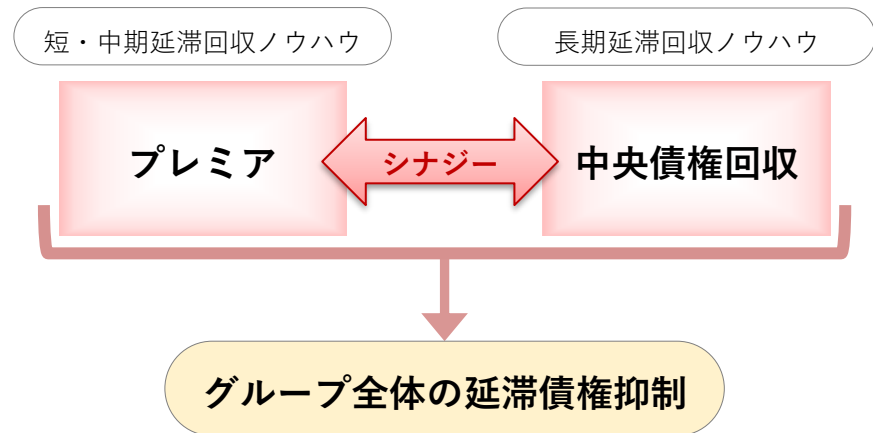 短・中期延滞回収ノウハウ
長期延滞回収ノウハウ
プレミア
シナジー
中央債権回収
グループ全体の延滞債権抑制